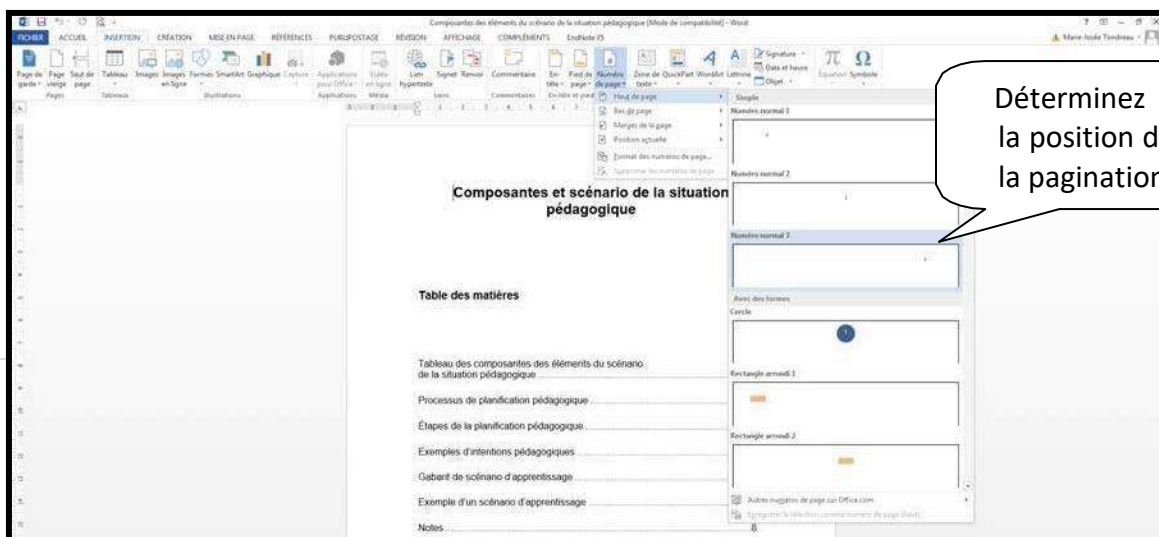 Composantes des éléments du scénario de la situation pédagogique [Mode de compatibilité] - Word
FICHIER ACCUEIL INSERTION CRÉATION MISE EN PAGE RÉFÉRENCES PUBLIPOSTAGE RÉVISION AFFICHAGE COMPLÉMENTS EndNote X5
Page de garde Page vierge Saut de page Tableau Images Images en ligne Formes SmartArt Graphique Capture Applications pour Office Vidéo en ligne Lien hypertexte Signet Renvoi Commentaire En-tête Pied de page Numéro de page Zone de texte QuickPart WordArt Lettrine
Signature
Date et heure
Objet
Équation Symbole
Pages Tableaux Illustrations Applications Média Liens Commentaires
Haut de page
Bas de page
Marges de la page
Position actuelle
Format des numéros de page...
Supprimer les numéros de page
Simple
Numéro normal 1
Numéro normal 2
Numéro normal 3
Avec des formes
Cercle
Rectangle arrondi 1
Rectangle arrondi 2
Autres numéros de page sur Office.com
Déterminez
la position d
la pagination
Composantes et scénario de la situation
pédagogique
Table des matières
Tableau des composantes des éléments du scénario
de la situation pédagogique
Processus de planification pédagogique
Étapes de la planification pédagogique
Exemples d'intentions pédagogiques
Gabarit de scénario d'apprentissage
Exemple d'un scénario d'apprentissage
Notes 8